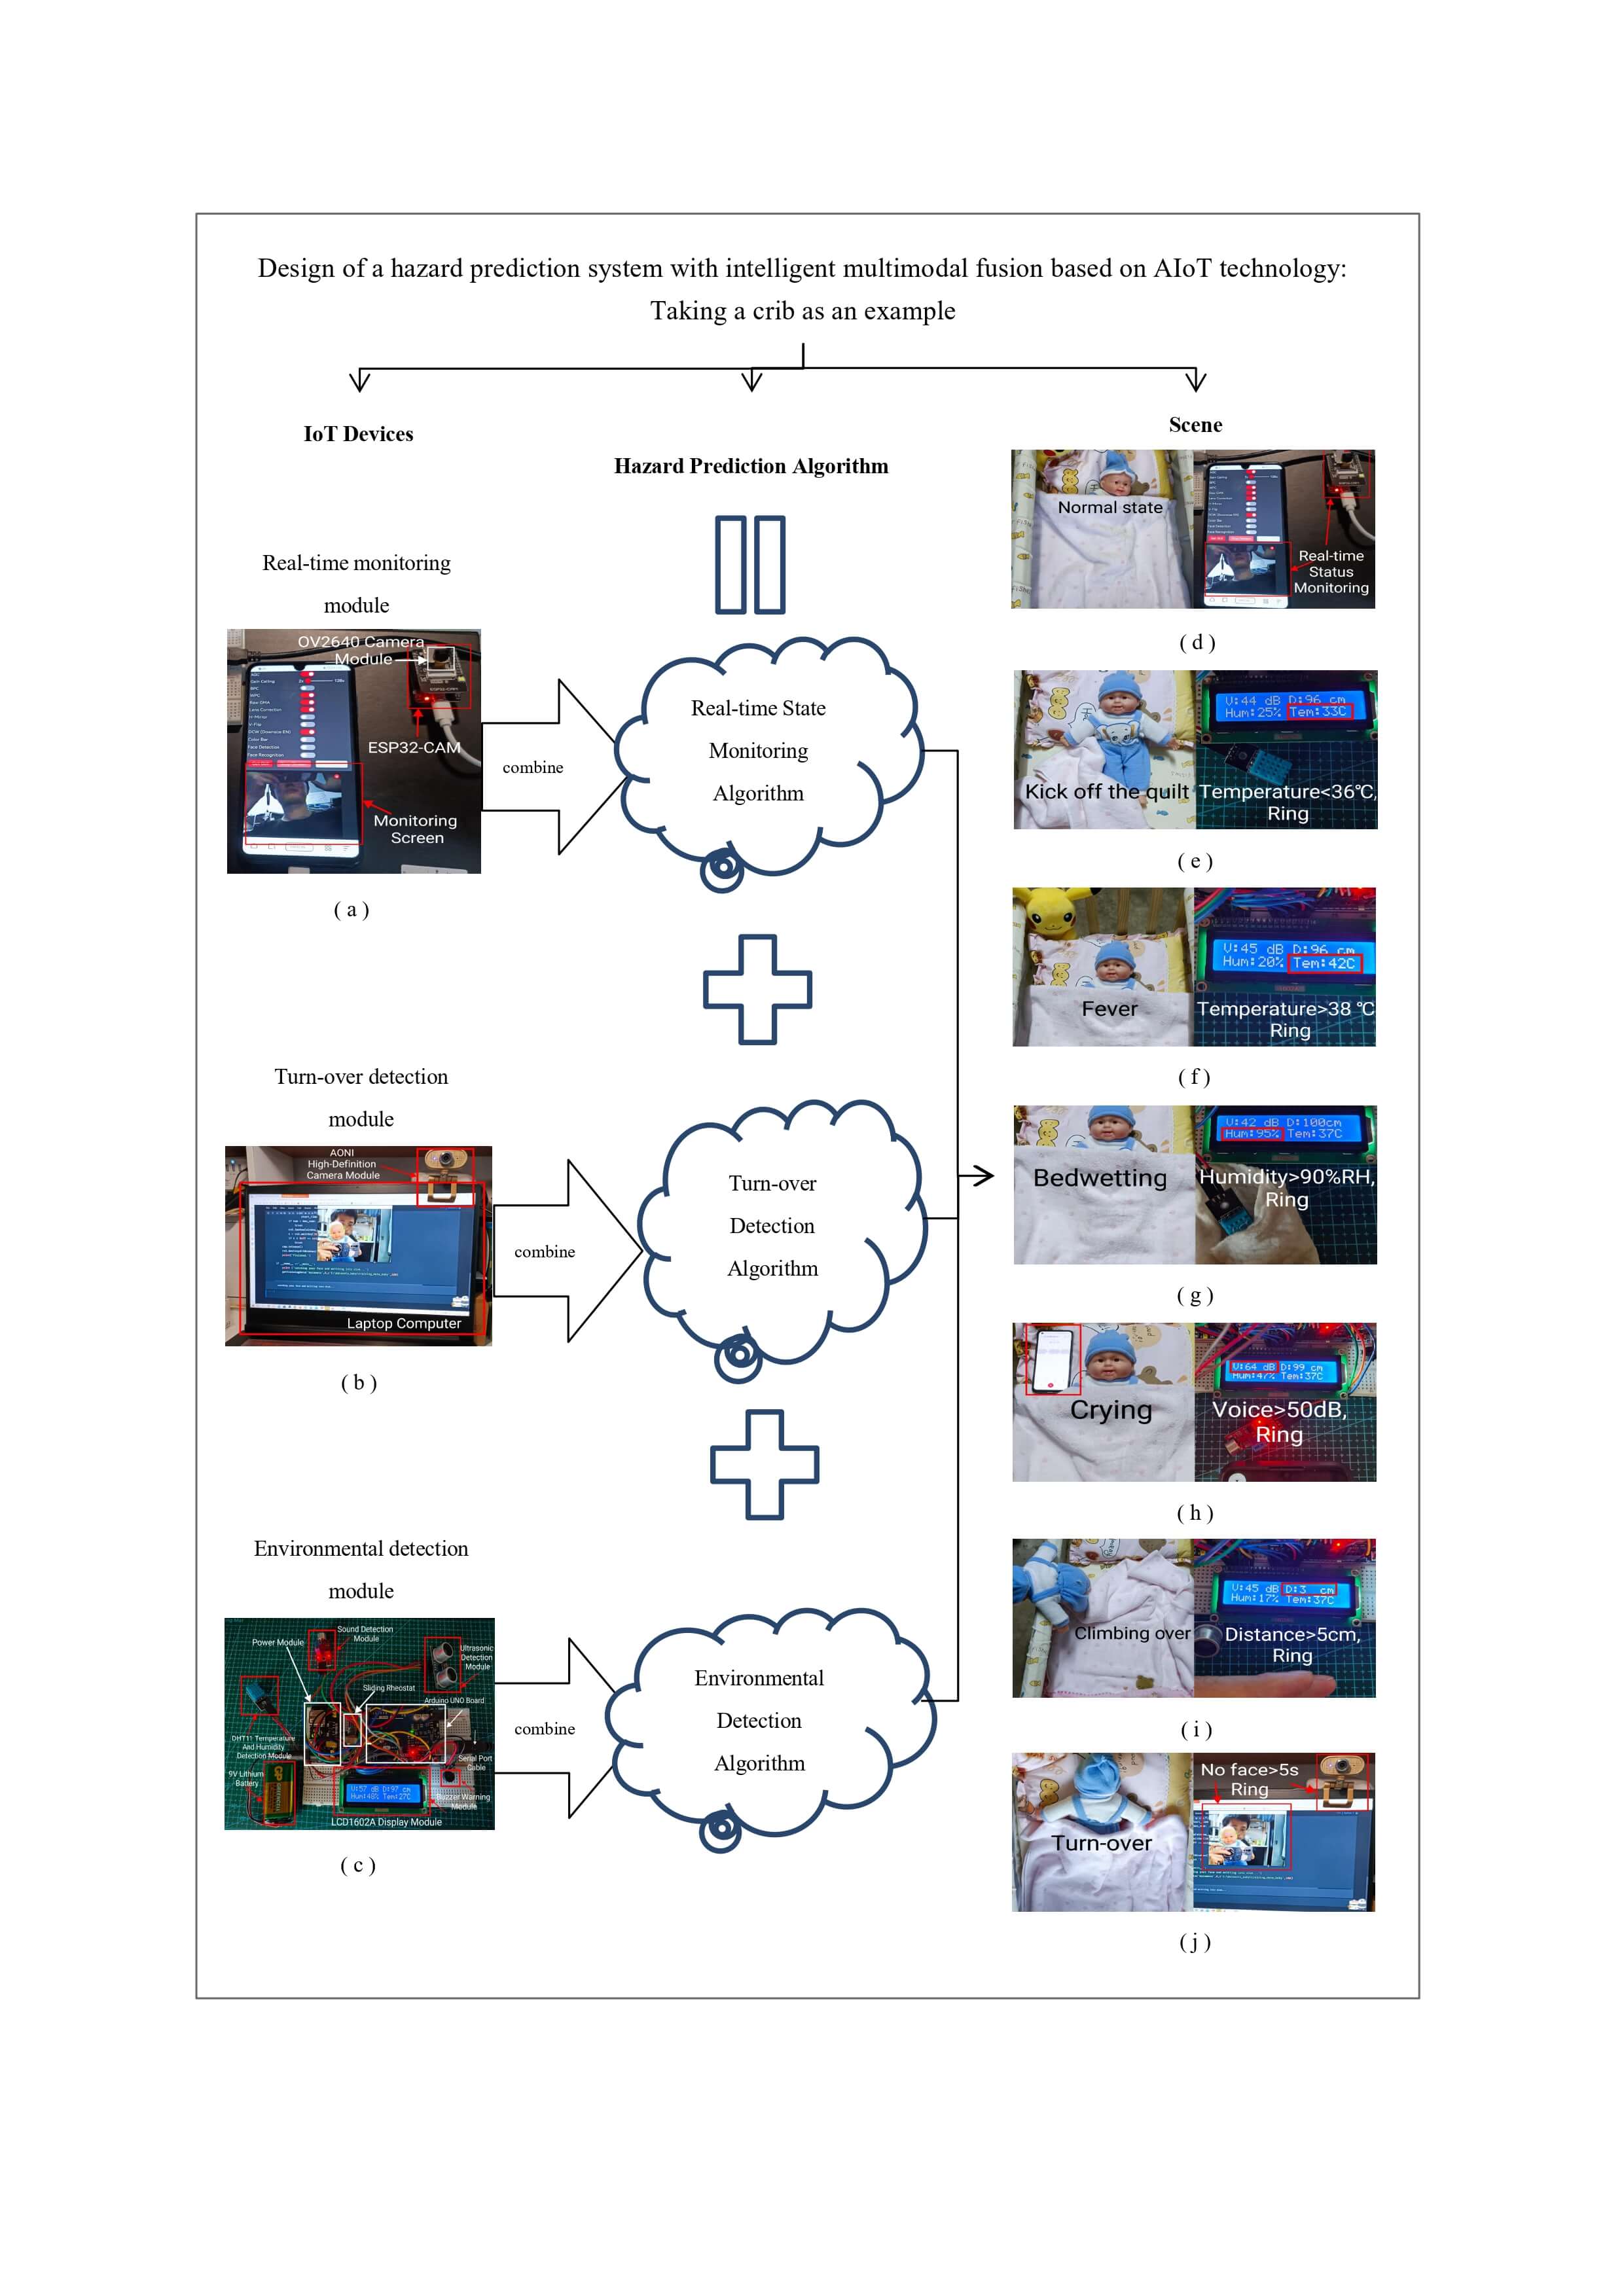 Design of a hazard prediction system with intelligent multimodal fusion based on AIoT technology:
Taking a crib as an example
IoT Devices
Hazard Prediction Algorithm
Scene
Real-time monitoring
module
OV2640 Camera
Module
ESP32-CAM
Monitoring
Screen
( a )
combine
Real-time State
Monitoring
Algorithm
Turn-over detection
module
AONI
High-Definition
Camera Module
Laptop Computer
( b )
combine
Turn-over
Detection
Algorithm
Environmental detection
module
Power Module
Sound Detection
Module
Ultrasonic
Detection
Module
Sliding Rheostat
Arduino UNO Board
DHT11 Temperature
And Humidity
Detection Module
9V Lithium
Battery
Serial Port
Cable
Buzzer Warning
Module
V:57 dB D:97 cm
Hum:46% Tem:27C
LCD1602A Display Module
( c )
combine
Environmental
Detection
Algorithm
Normal state
Real-time
Status
Monitoring
( d )
V:44 dB D:96 cm
Hum:25% Tem:33C
Kick off the quilt
Temperature<36℃,
Ring
( e )
V:45 dB D:96 cm
Hum:20% Tem:42C
Fever
Temperature>38 ℃
Ring
( f )
V:42 dB D:100cm
Hum:95% Tem:37C
Bedwetting
Humidity>90%RH,
Ring
( g )
V:64 dB D:99 cm
Hum:47% Tem:37C
Crying
Voice>50dB,
Ring
( h )
V:45 dB D:3 cm
Hum:17% Tem:37C
Climbing over
Distance>5cm,
Ring
( i )
No face>5s
Ring
Turn-over
( j )